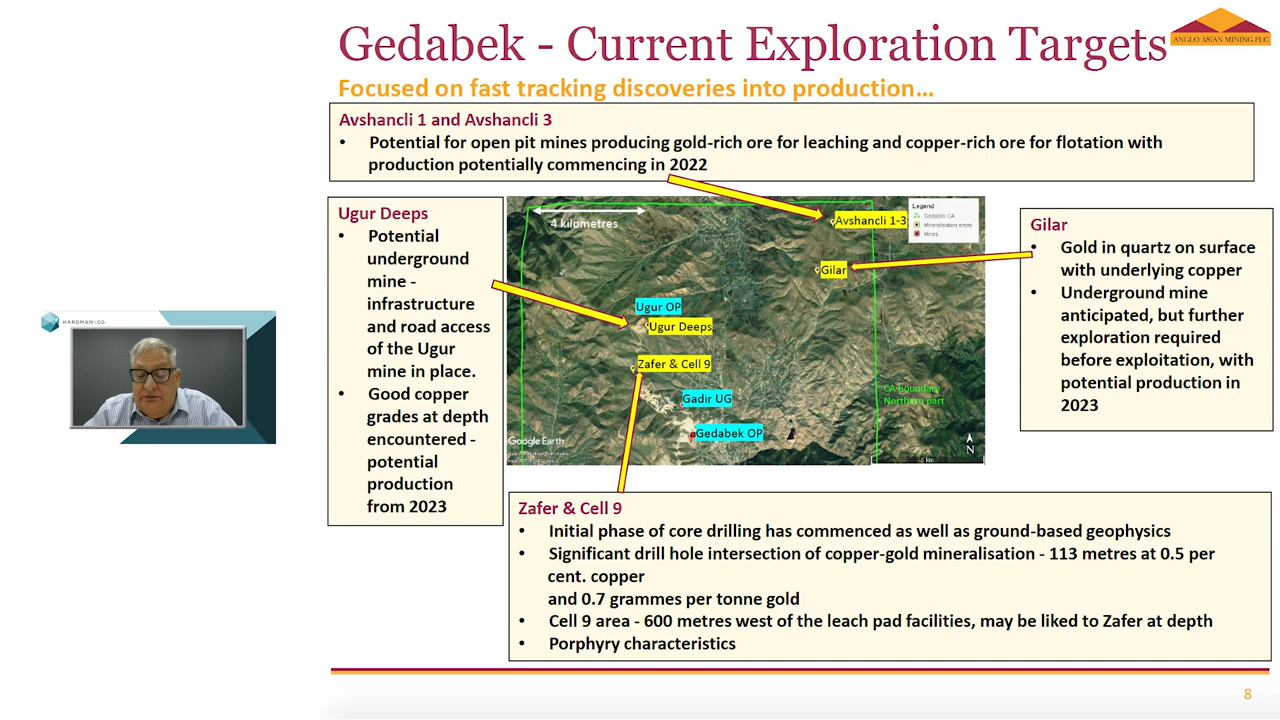 Gedabek - Current Exploration Targets
ANGLO ASIAN MINING PLC
Focused on fast tracking discoveries into production…
Avshancli 1 and Avshancli 3
• Potential for open pit mines producing gold-rich ore for leaching and copper-rich ore for flotation with
production potentially commencing in 2022
Ugur Deeps
• Potential
underground
mine -
infrastructure
and road access
of the Ugur
mine in place.
• Good copper
grades at depth
encountered -
potential
production
from 2023
4 kilometres
Avshancli 1-3
Legend
Gedabek CA
Mineralisation areas
Mines
Gilar
Ugur OP
Ugur Deeps
Zafer & Cell 9
Gadir UG
Gedabek OP
CA boundary
Northern part
Google Earth
N
Gilar
• Gold in quartz on surface
with underlying copper
• Underground mine
anticipated, but further
exploration required
before exploitation, with
potential production in
2023
HARDMAN&CO.
Zafer & Cell 9
• Initial phase of core drilling has commenced as well as ground-based geophysics
• Significant drill hole intersection of copper-gold mineralisation - 113 metres at 0.5 per
cent. copper
and 0.7 grammes per tonne gold
• Cell 9 area - 600 metres west of the leach pad facilities, may be liked to Zafer at depth
• Porphyry characteristics
8